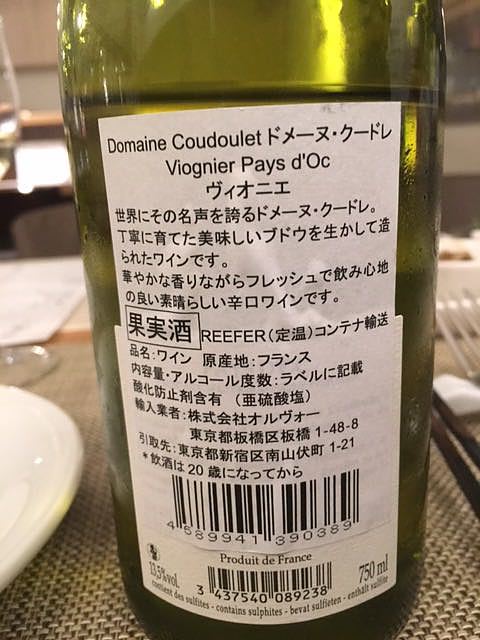 Domaine Coudoulet ドメーヌ・クードレ
Viognier Pays d'Oc
ヴィオニエ
世界にその名声を誇るドメーヌ・クードレ。
丁寧に育てた美味しいブドウを生かして造
られたワインです。
華やかな香りながらフレッシュで飲み心地
の良い素晴らしい辛口ワインです。
果実酒 REEFER（定温）コンテナ輸送
品名：ワイン 原産地：フランス
内容量・アルコール度数：ラベルに記載
酸化防止剤含有 （亜硫酸塩）
輸入業者：株式会社オルヴォー
東京都板橋区板橋 1-48-8
引取先：東京都新宿区南山伏町 1-21
＊飲酒は20歳になってから
4 589941 390389
Produit de France
13,5%vol.
750 ml
3 437540 089238
contient des sulfites - contains sulphites - bevat sulfieten - enthält sulfite